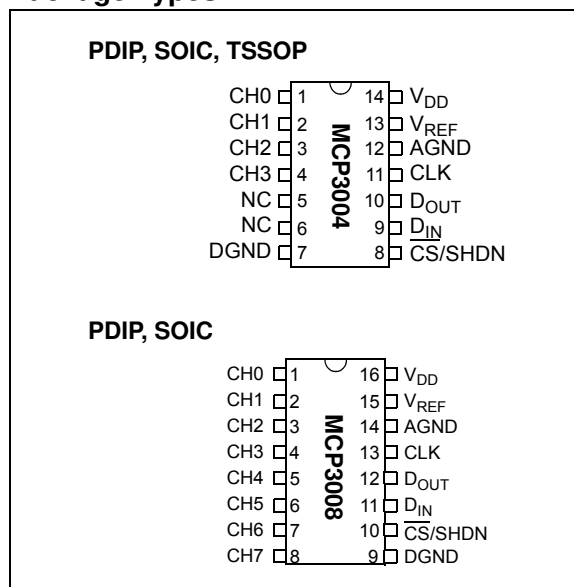 PDIP, SOIC, TSSOP
CH0 1 14 VDD
CH1 2 13 VREF
CH2 3 12 AGND
CH3 4 11 CLK
NC 5 10 DOUT
NC 6 9 DIN
DGND 7 8 CS/SHDN
MCP3004
PDIP, SOIC
CH0 1 16 VDD
CH1 2 15 VREF
CH2 3 14 AGND
CH3 4 13 CLK
CH4 5 12 DOUT
CH5 6 11 DIN
CH6 7 10 CS/SHDN
CH7 8 9 DGND
MCP3008